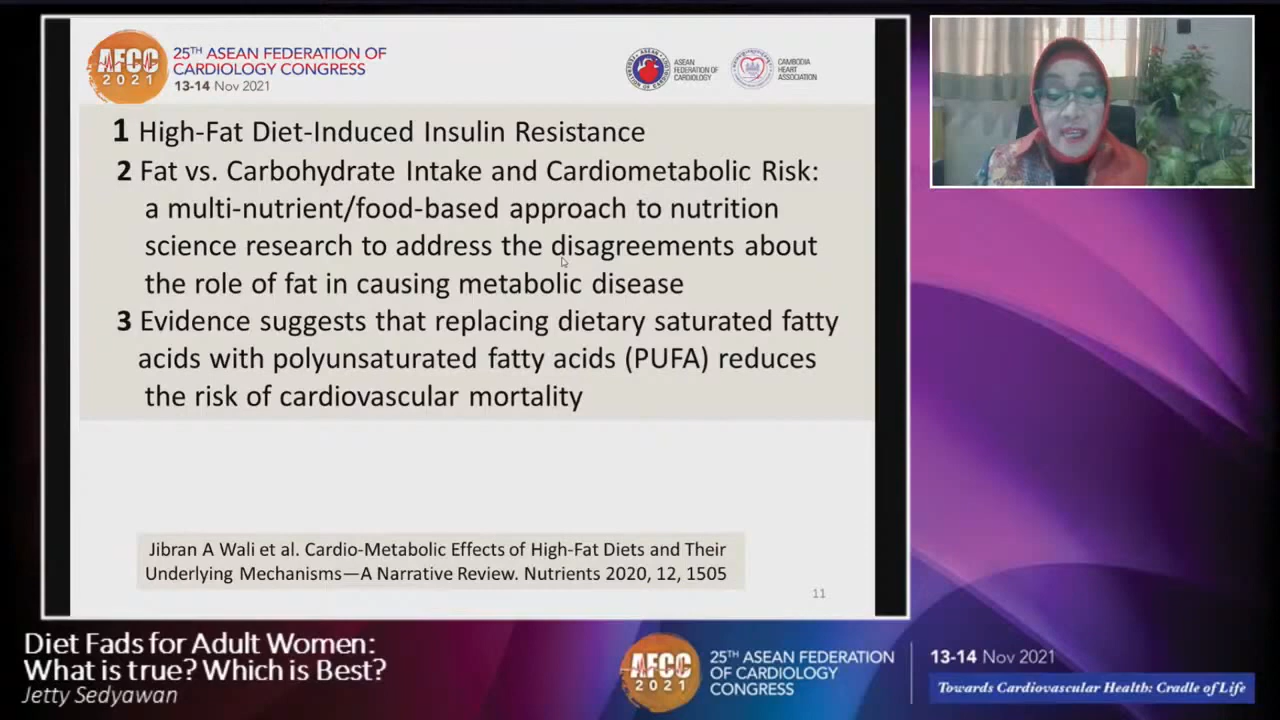 AFCC
2021
25TH ASEAN FEDERATION OF
CARDIOLOGY CONGRESS
13-14 Nov 2021
ASEAN
FEDERATION
OF CARDIOLOGY
CAMBODIA
HEART
ASSOCIATION
1 High-Fat Diet-Induced Insulin Resistance
2 Fat vs. Carbohydrate Intake and Cardiometabolic Risk:
a multi-nutrient/food-based approach to nutrition
science research to address the disagreements about
the role of fat in causing metabolic disease
3 Evidence suggests that replacing dietary saturated fatty
acids with polyunsaturated fatty acids (PUFA) reduces
the risk of cardiovascular mortality
Jibran A Wali et al. Cardio-Metabolic Effects of High-Fat Diets and Their
Underlying Mechanisms—A Narrative Review. Nutrients 2020, 12, 1505
11
Diet Fads for Adult Women:
What is true? Which is Best?
Jetty Sedyawan
AFCC
2021
25TH ASEAN FEDERATION
OF CARDIOLOGY
CONGRESS
13-14 Nov 2021
Towards Cardiovascular Health: Cradle of Life